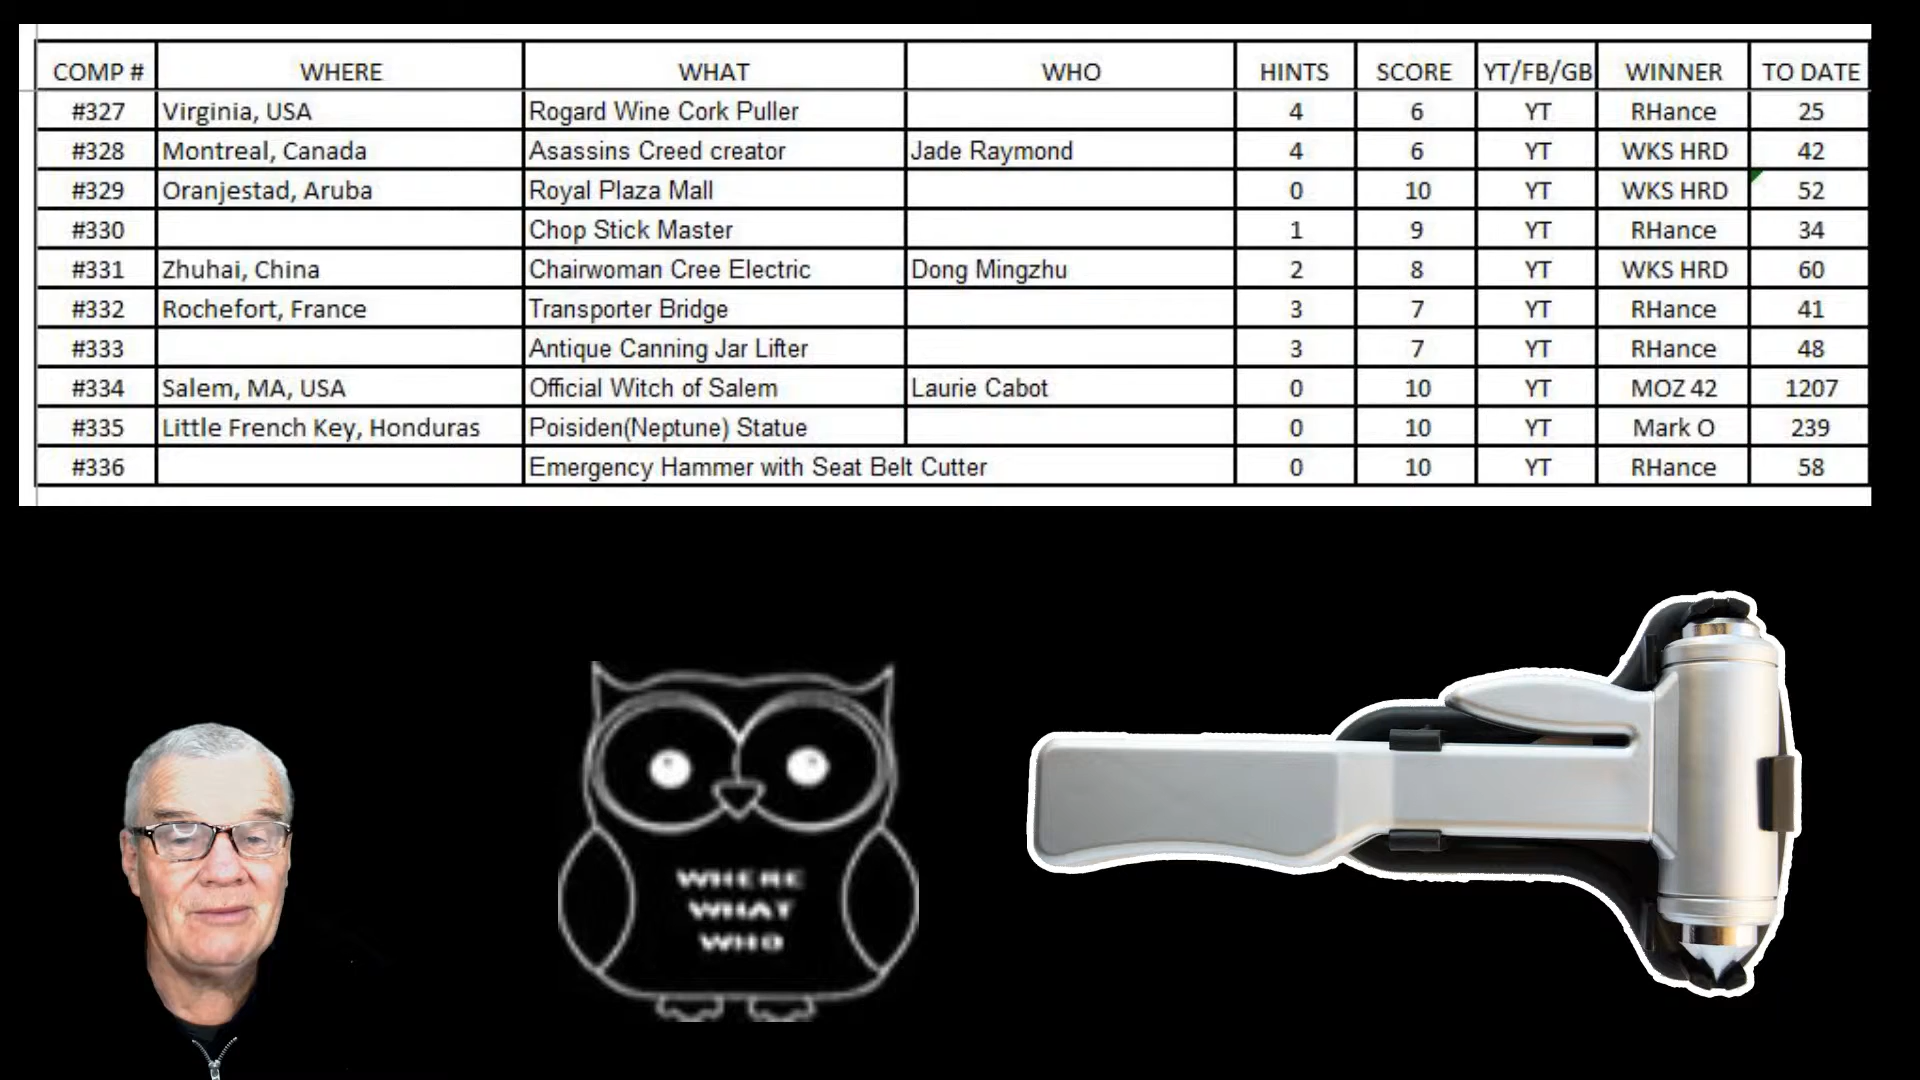 COMP # WHERE WHAT WHO HINTS SCORE YT/FB/GB WINNER TO DATE
#327 Virginia, USA Rogard Wine Cork Puller 4 6 YT RHance 25
#328 Montreal, Canada Asassins Creed creator Jade Raymond 4 6 YT WKS HRD 42
#329 Oranjestad, Aruba Royal Plaza Mall 0 10 YT WKS HRD 52
#330 Chop Stick Master 1 9 YT RHance 34
#331 Zhuhai, China Chairwoman Cree Electric Dong Mingzhu 2 8 YT WKS HRD 60
#332 Rochefort, France Transporter Bridge 3 7 YT RHance 41
#333 Antique Canning Jar Lifter 3 7 YT RHance 48
#334 Salem, MA, USA Official Witch of Salem Laurie Cabot 0 10 YT MOZ 42 1207
#335 Little French Key, Honduras Poisiden(Neptune) Statue 0 10 YT Mark O 239
#336 Emergency Hammer with Seat Belt Cutter 0 10 YT RHance 58
WHERE
WHAT
WHO